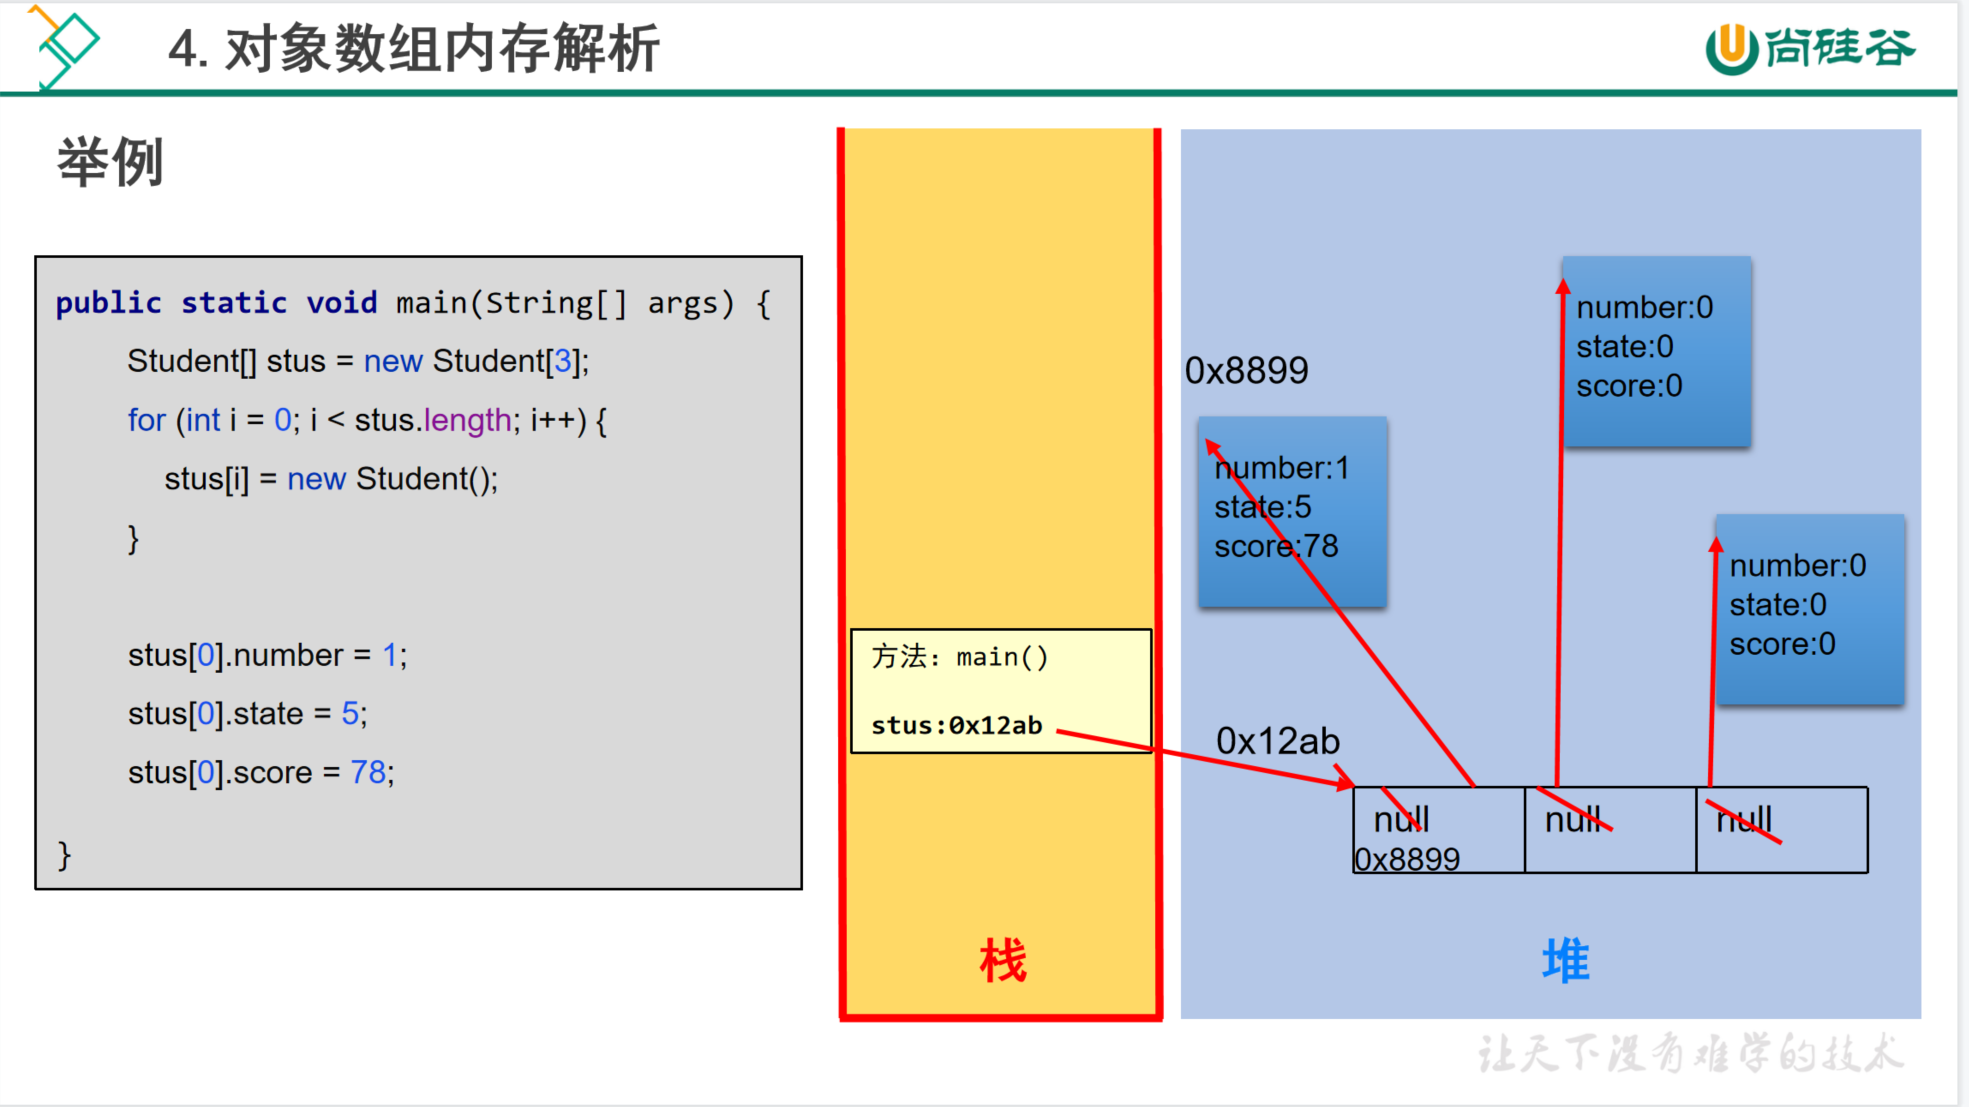 4. 对象数组内存解析
尚硅谷
举例
public static void main(String[] args) {
Student[] stus = new Student[3];
for (int i = 0; i < stus.length; i++) {
stus[i] = new Student();
}
stus[0].number = 1;
stus[0].state = 5;
stus[0].score = 78;
}
方法：main()
stus:0x12ab
栈
0x8899
number:1
state:5
score:78
number:0
state:0
score:0
number:0
state:0
score:0
0x12ab
null
0x8899
null
null
堆
让天下没有难学的技术